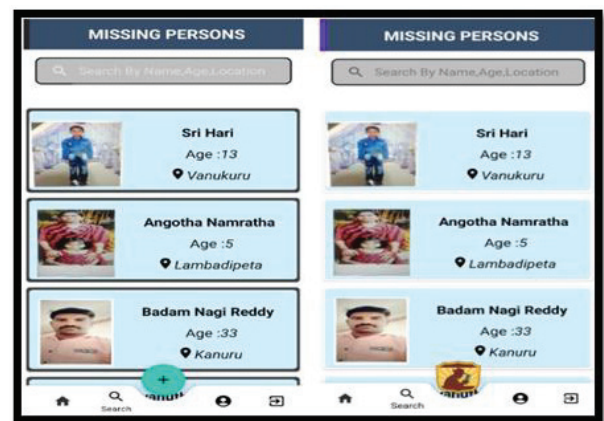 MISSING PERSONS
Search By Name,Age,Location
Sri Hari
Age :13
Vanukuru
Angotha Namratha
Age :5
Lambadipeta
Badam Nagi Reddy
Age :33
Kanuru
+
Search
MISSING PERSONS
Search By Name,Age,Location
Sri Hari
Age :13
Vanukuru
Angotha Namratha
Age :5
Lambadipeta
Badam Nagi Reddy
Age :33
Kanuru
Search